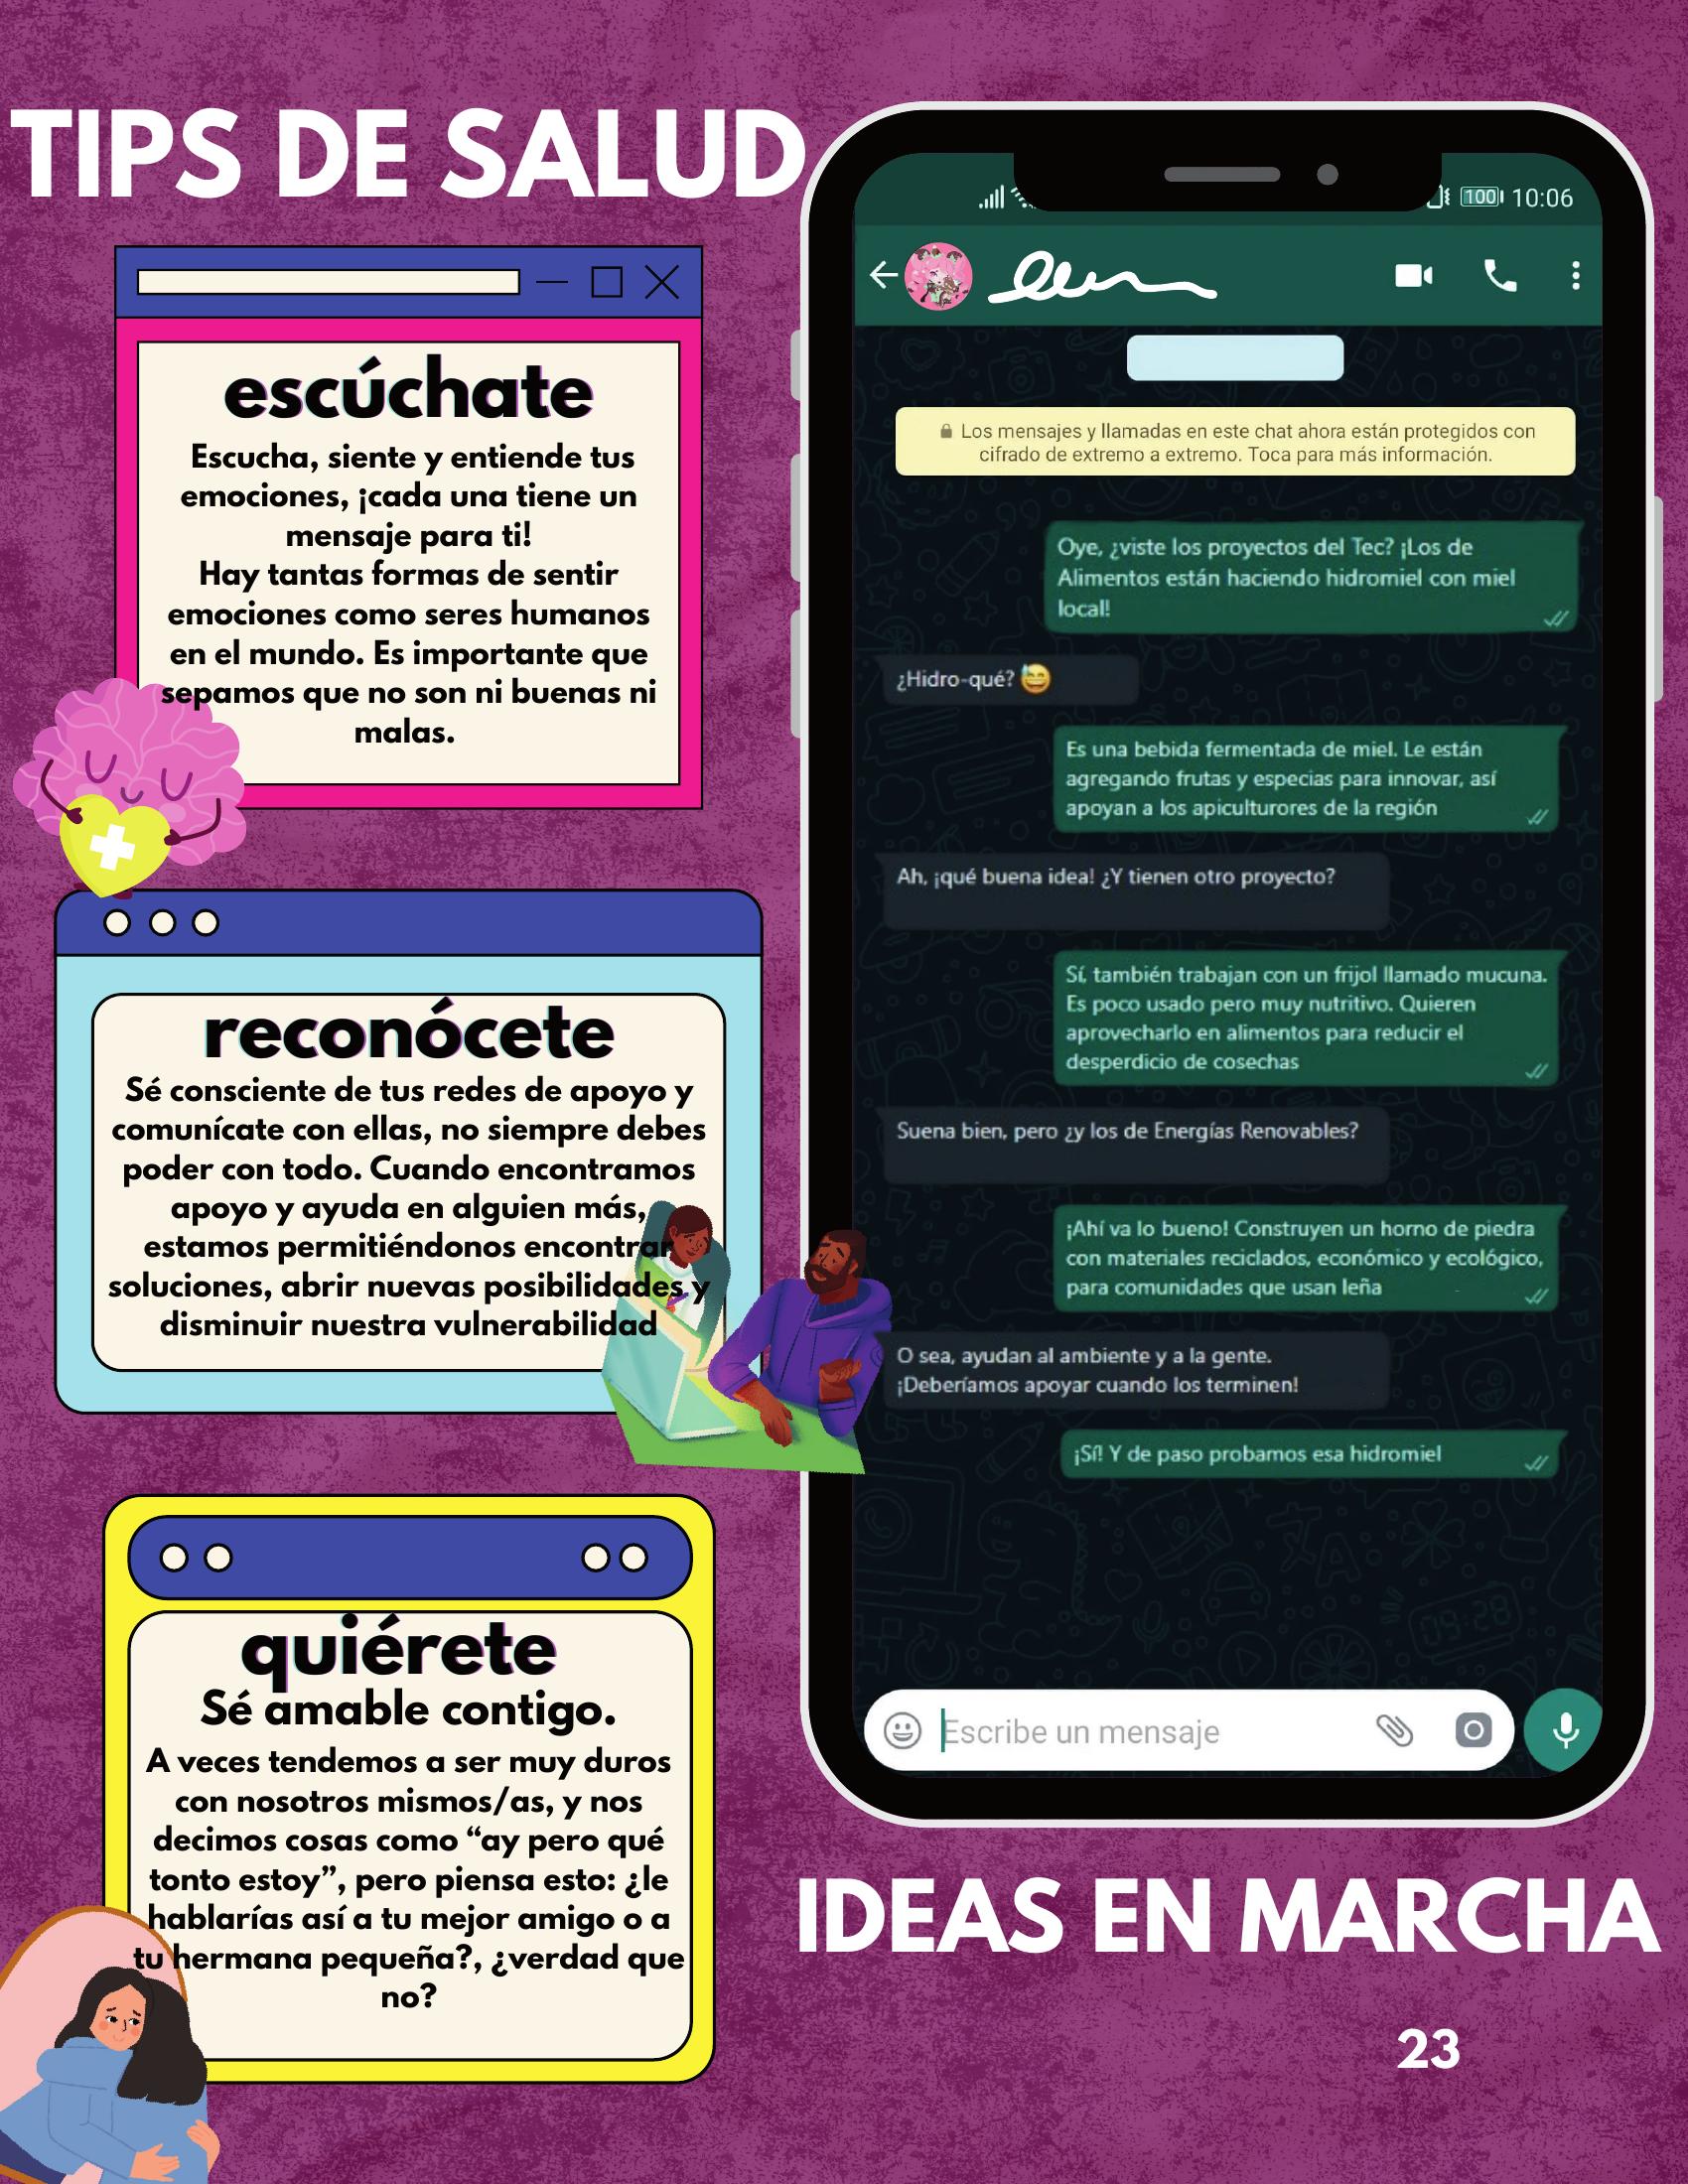 TIPS DE SALUD
escúchate
Escucha, siente y entiende tus
emociones, ¡cada una tiene un
mensaje para ti!
Hay tantas formas de sentir
emociones como seres humanos
en el mundo. Es importante que
sepamos que no son ni buenas ni
malas.
reconócete
Sé consciente de tus redes de apoyo y
comunícate con ellas, no siempre debes
poder con todo. Cuando encontramos
apoyo y ayuda en alguien más,
estamos permitiéndonos encontrar
soluciones, abrir nuevas posibilidades y
disminuir nuestra vulnerabilidad
quiérete
Sé amable contigo.
A veces tendemos a ser muy duros
con nosotros mismos/as, y nos
decimos cosas como “ay pero qué
tonto estoy”, pero piensa esto: ¿le
hablarías así a tu mejor amigo o a
tu hermana pequeña?, ¿verdad que
no?
100 10:06
Los mensajes y llamadas en este chat ahora están protegidos con
cifrado de extremo a extremo. Toca para más información.
Oye, ¿viste los proyectos del Tec? ¡Los de
Alimentos están haciendo hidromiel con miel
local!
¿Hidro-qué? 😅
Es una bebida fermentada de miel. Le están
agregando frutas y especias para innovar, así
apoyan a los apiculturores de la región
Ah, ¡qué buena idea! ¿Y tienen otro proyecto?
Sí, también trabajan con un frijol llamado mucuna.
Es poco usado pero muy nutritivo. Quieren
aprovecharlo en alimentos para reducir el
desperdicio de cosechas
Suena bien, pero ¿y los de Energías Renovables?
¡Ahí va lo bueno! Construyen un horno de piedra
con materiales reciclados, económico y ecológico,
para comunidades que usan leña
O sea, ayudan al ambiente y a la gente.
¡Deberíamos apoyar cuando los terminen!
¡Sí! Y de paso probamos esa hidromiel
Escribe un mensaje
IDEAS EN MARCHA
23